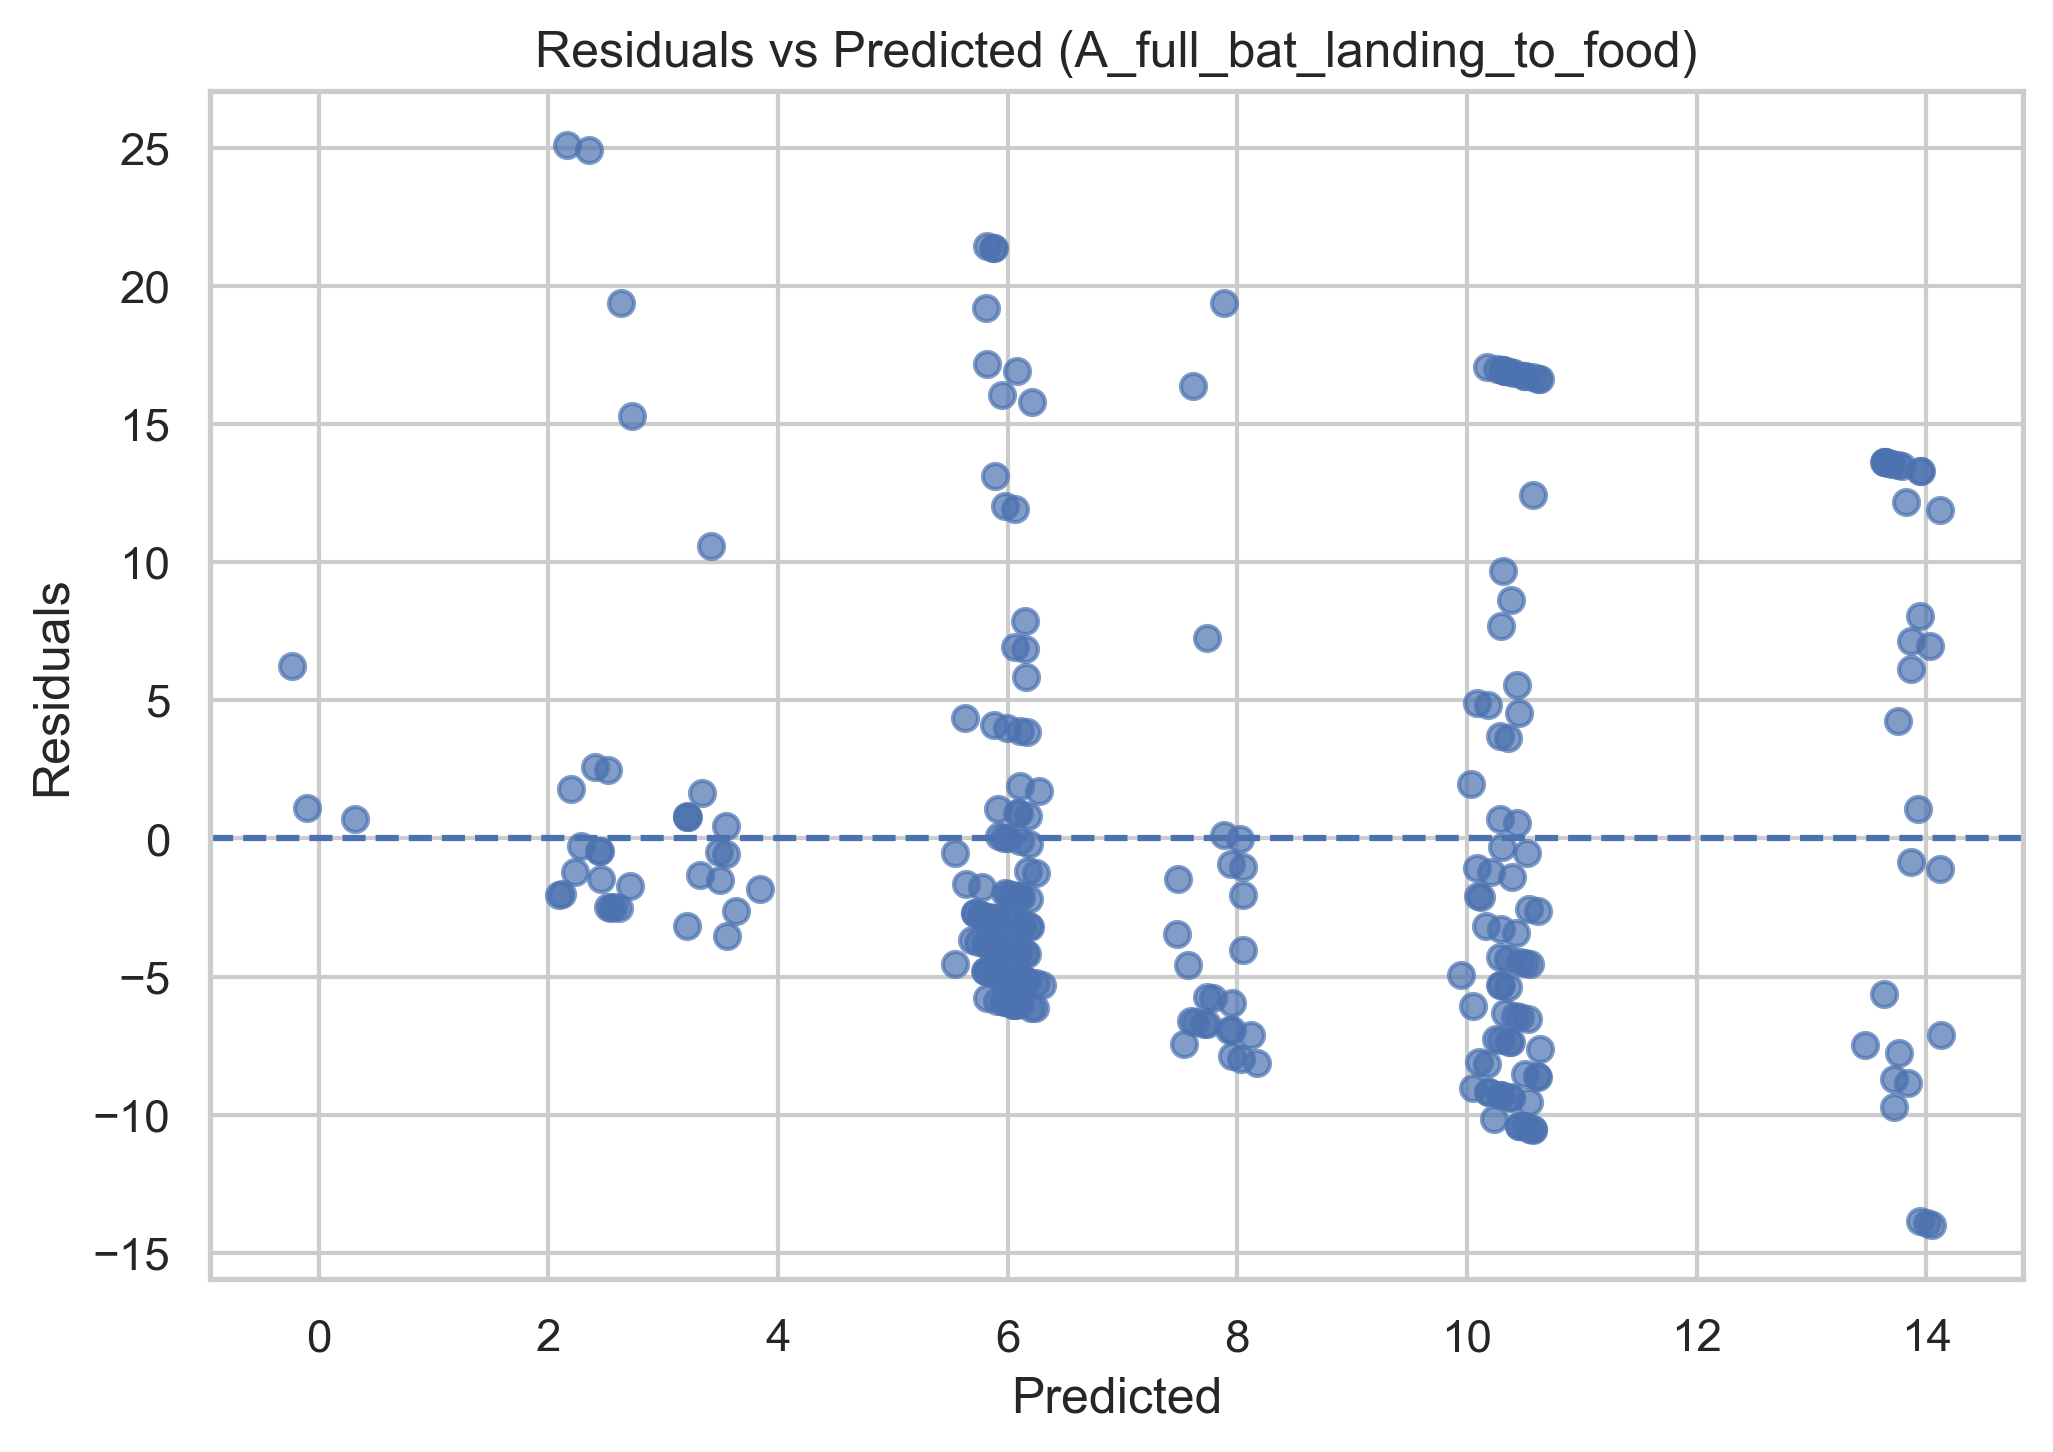 Residuals vs Predicted (A_full_bat_landing_to_food)
25
20
15
10
5
0
−5
−10
−15
Residuals
0 2 4 6 8 10 12 14
Predicted